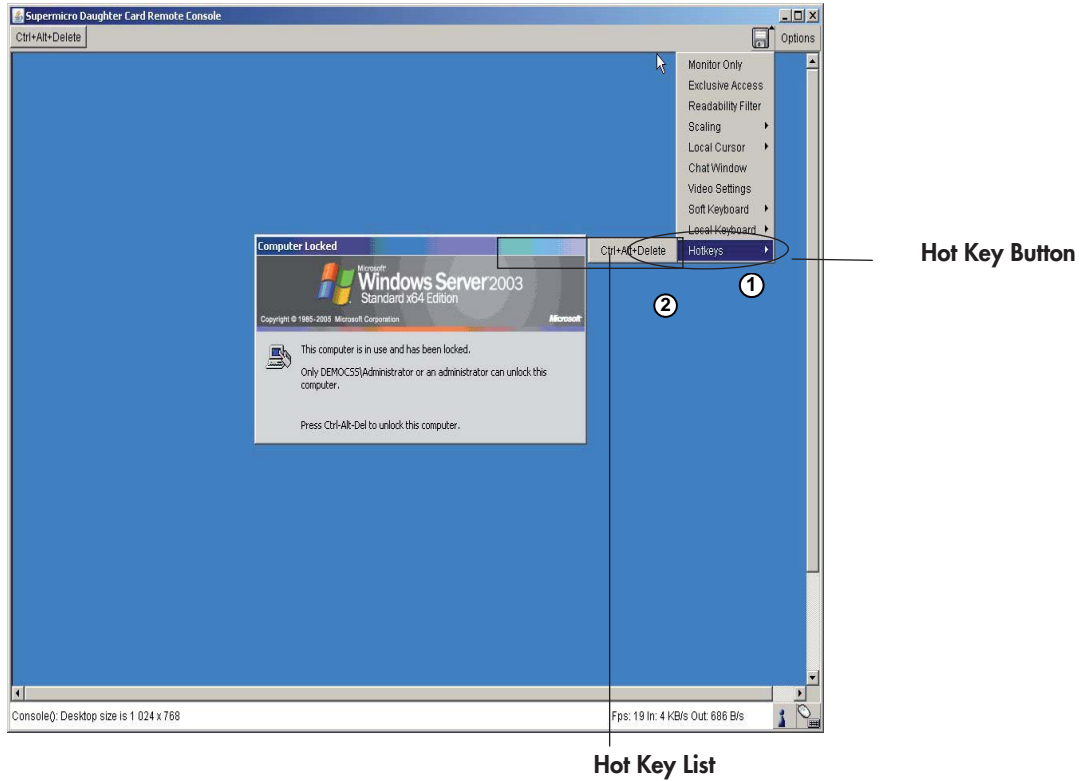 Supermicro Daughter Card Remote Console
Ctrl+Alt+Delete
Options
Monitor Only
Exclusive Access
Readability Filter
Scaling
Local Cursor
Chat Window
Video Settings
Soft Keyboard
Local Keyboard
Ctrl+Alt+Delete
Hotkeys
Hot Key Button
1
2
Computer Locked
Microsoft
Windows Server 2003
Standard x64 Edition
Copyright © 1985-2005 Microsoft Corporation
Microsoft
This computer is in use and has been locked.
Only DEMOCSS\Administrator or an administrator can unlock this
computer.
Press Ctrl-Alt-Del to unlock this computer.
Console(): Desktop size is 1 024 x 768
Fps: 19 In: 4 KB/s Out: 686 B/s
Hot Key List